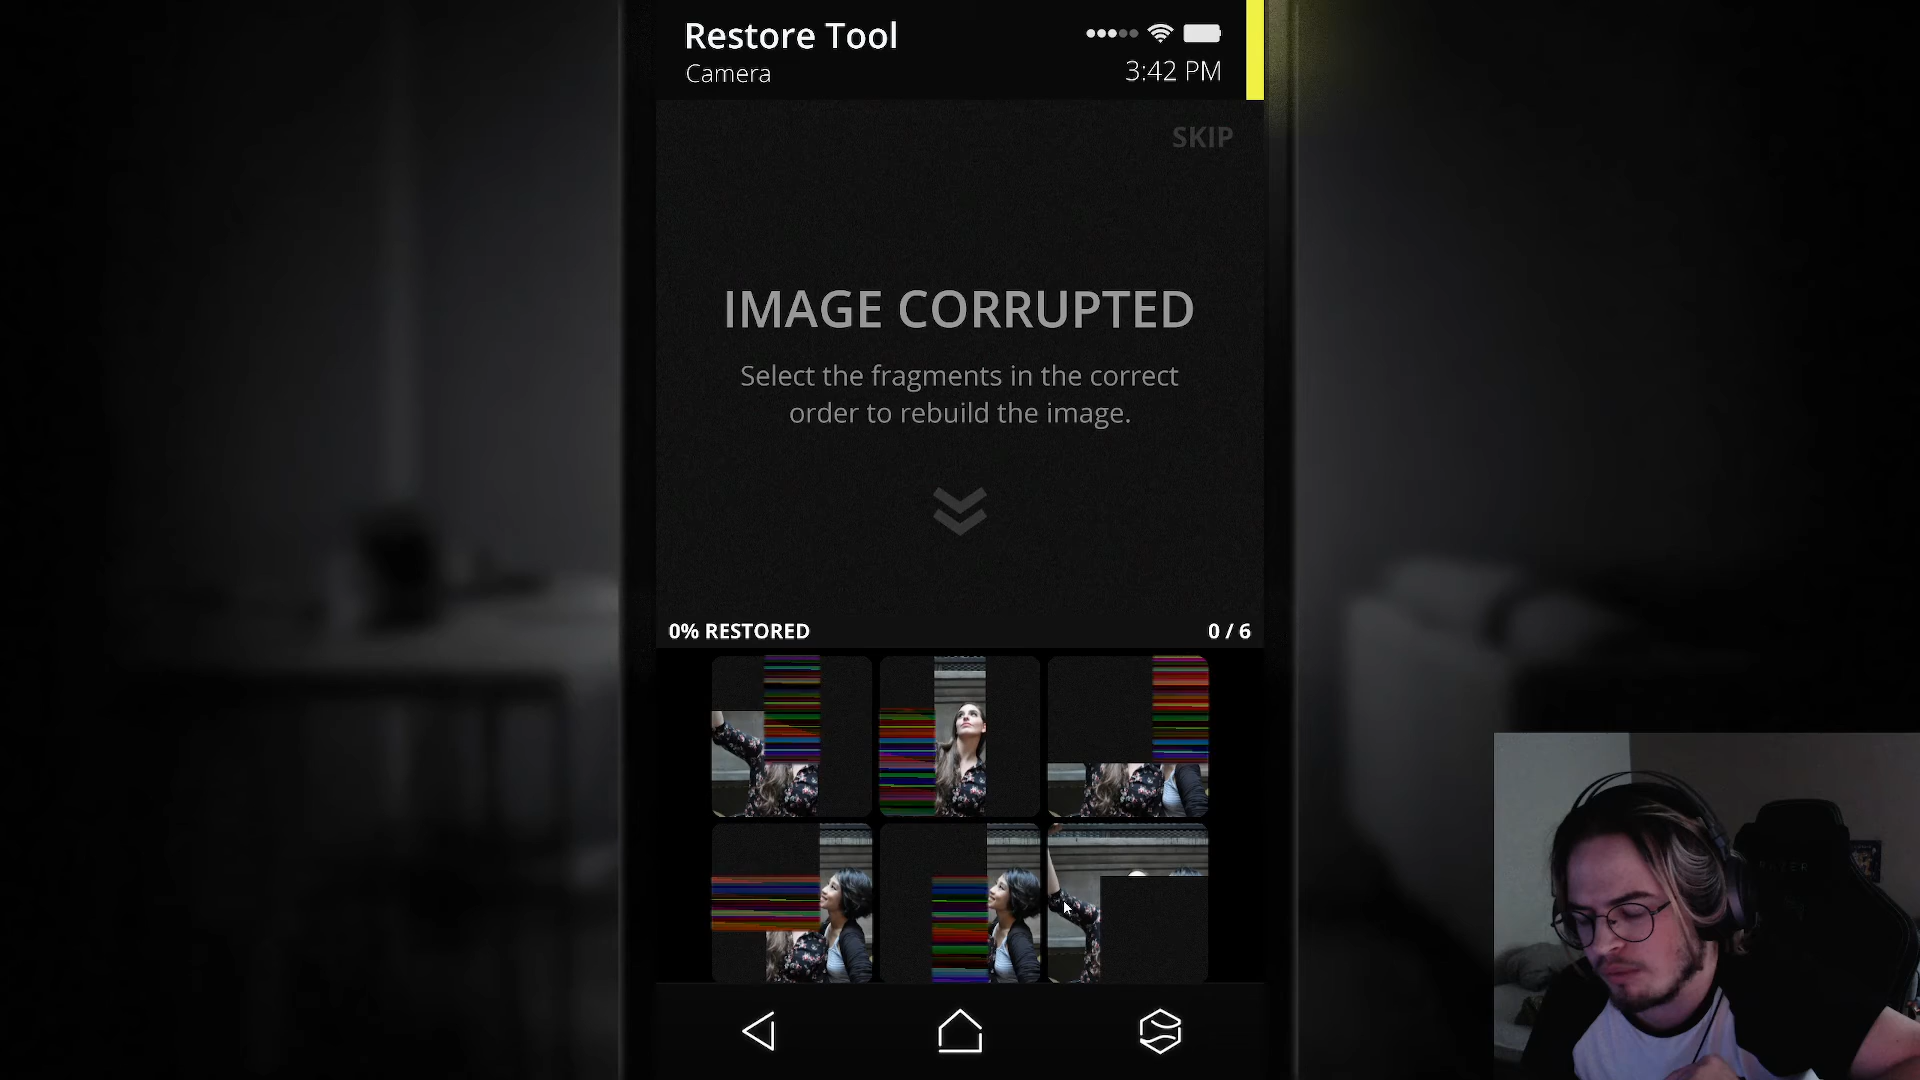 Restore Tool
Camera
3:42 PM
SKIP
IMAGE CORRUPTED
Select the fragments in the correct
order to rebuild the image.
0% RESTORED
0 / 6